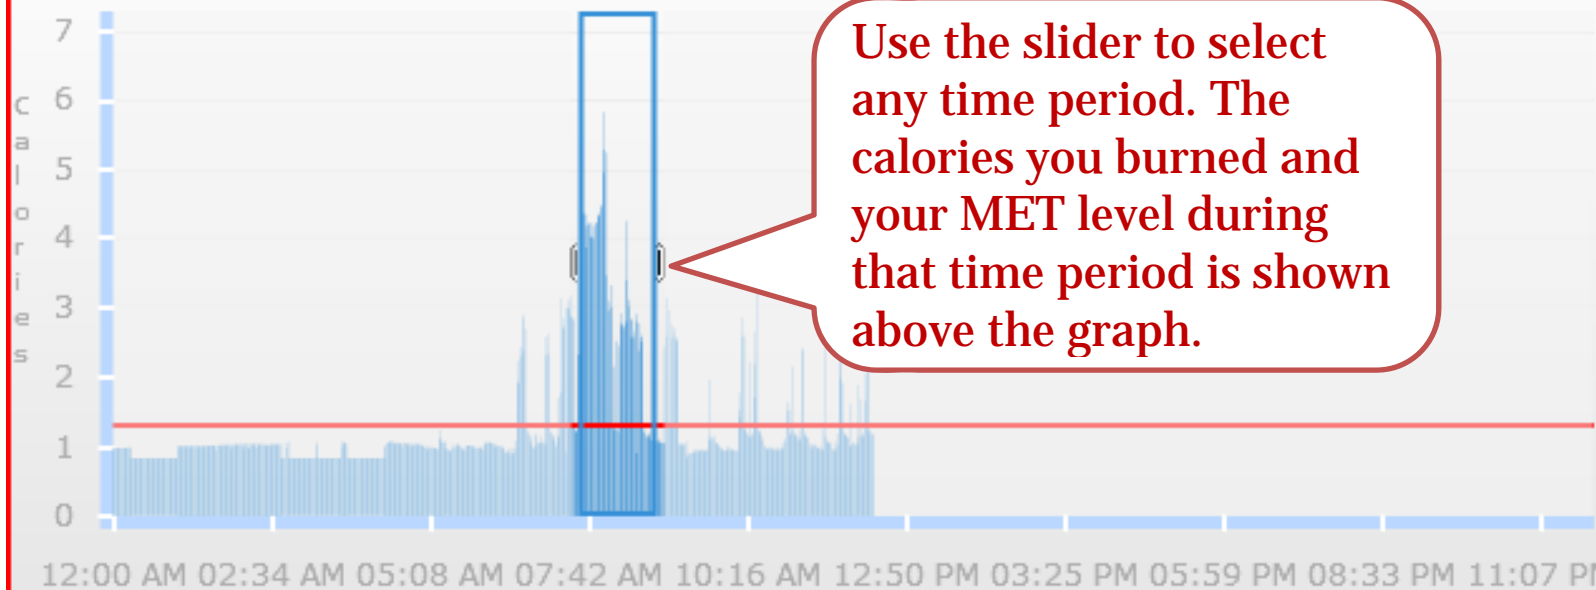 7
6
5
4
3
2
1
0
Calories
Use the slider to select
any time period. The
calories you burned and
your MET level during
that time period is shown
above the graph.
12:00 AM 02:34 AM 05:08 AM 07:42 AM 10:16 AM 12:50 PM 03:25 PM 05:59 PM 08:33 PM 11:07 PM